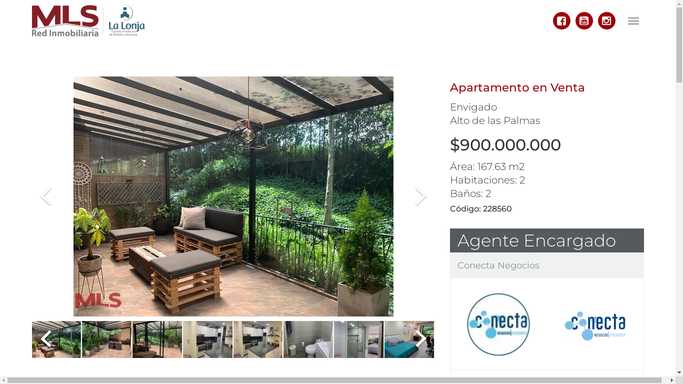 MLS
Red Inmobiliaria
La Lonja
Apartamento en Venta
Envigado
Alto de las Palmas
$900.000.000
Área: 167.63 m2
Habitaciones: 2
Baños: 2
Código: 228560
MLS
Agente Encargado
Conecta Negocios
conecta
conecta